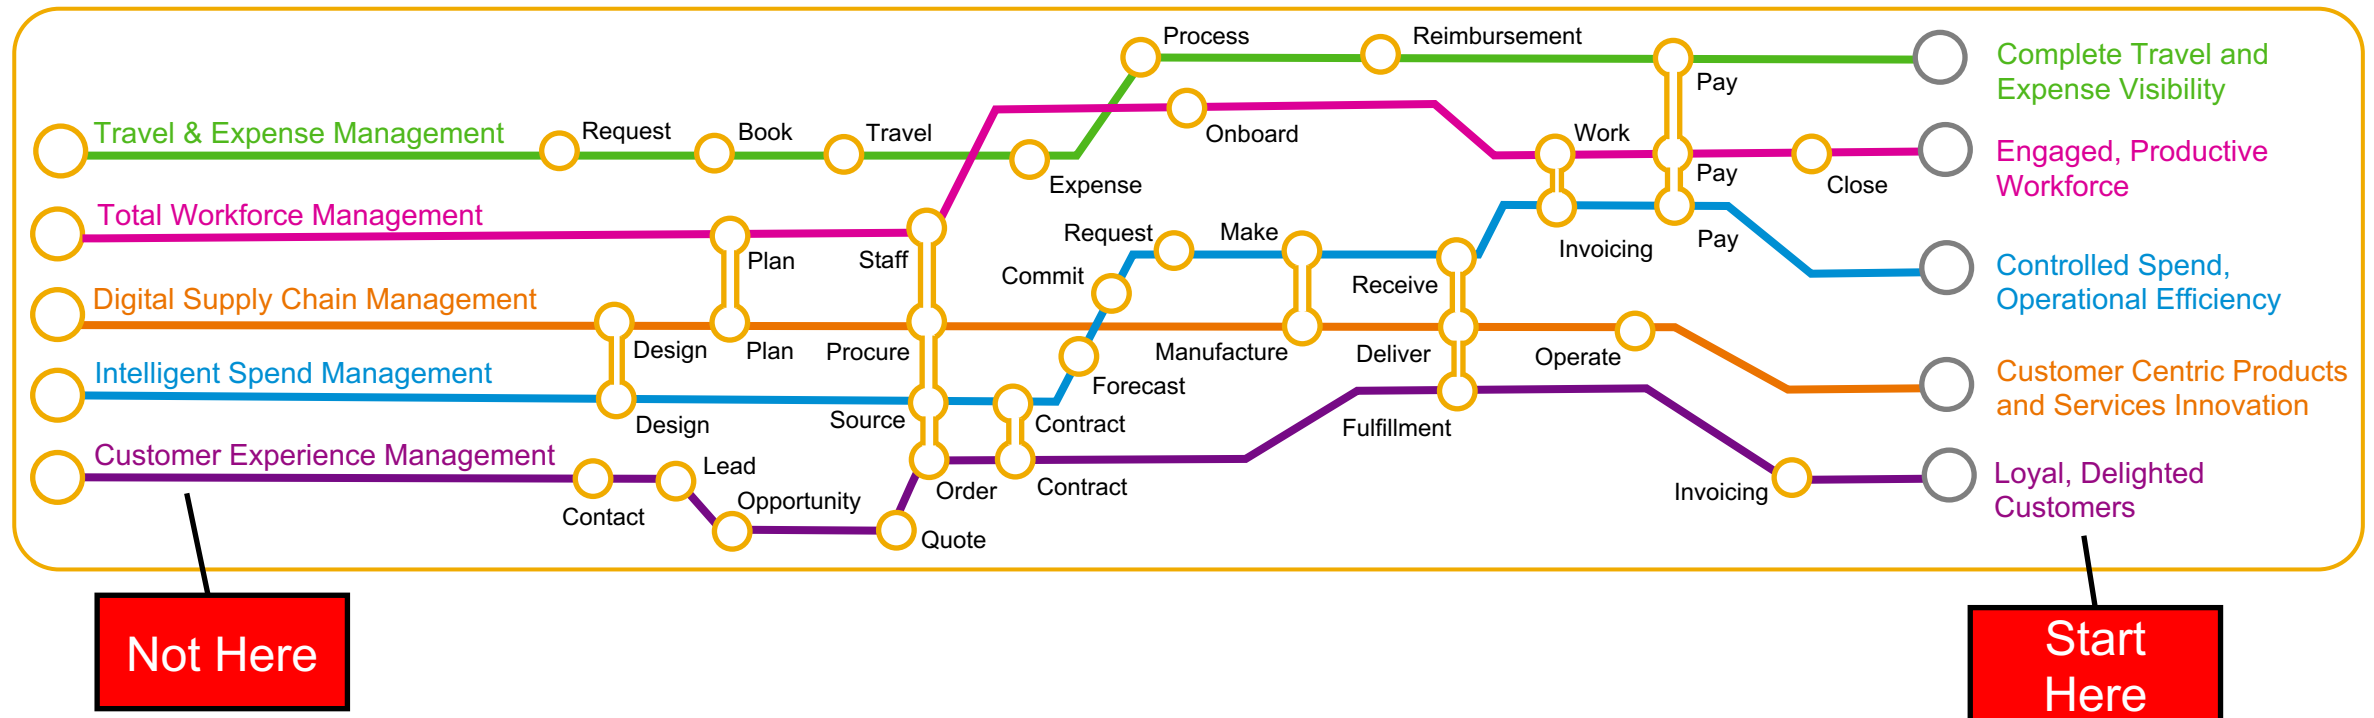 Process
Reimbursement
Complete Travel and
Expense Visibility
Pay
Travel & Expense Management
Request
Book
Travel
Expense
Onboard
Work
Pay
Close
Engaged, Productive
Workforce
Total Workforce Management
Plan
Staff
Request
Make
Commit
Receive
Invoicing
Pay
Controlled Spend,
Operational Efficiency
Digital Supply Chain Management
Design
Plan
Procure
Manufacture
Deliver
Operate
Customer Centric Products
and Services Innovation
Intelligent Spend Management
Forecast
Design
Source
Contract
Fulfillment
Customer Experience Management
Contact
Lead
Opportunity
Quote
Order
Contract
Invoicing
Loyal, Delighted
Customers
Not Here
Start
Here